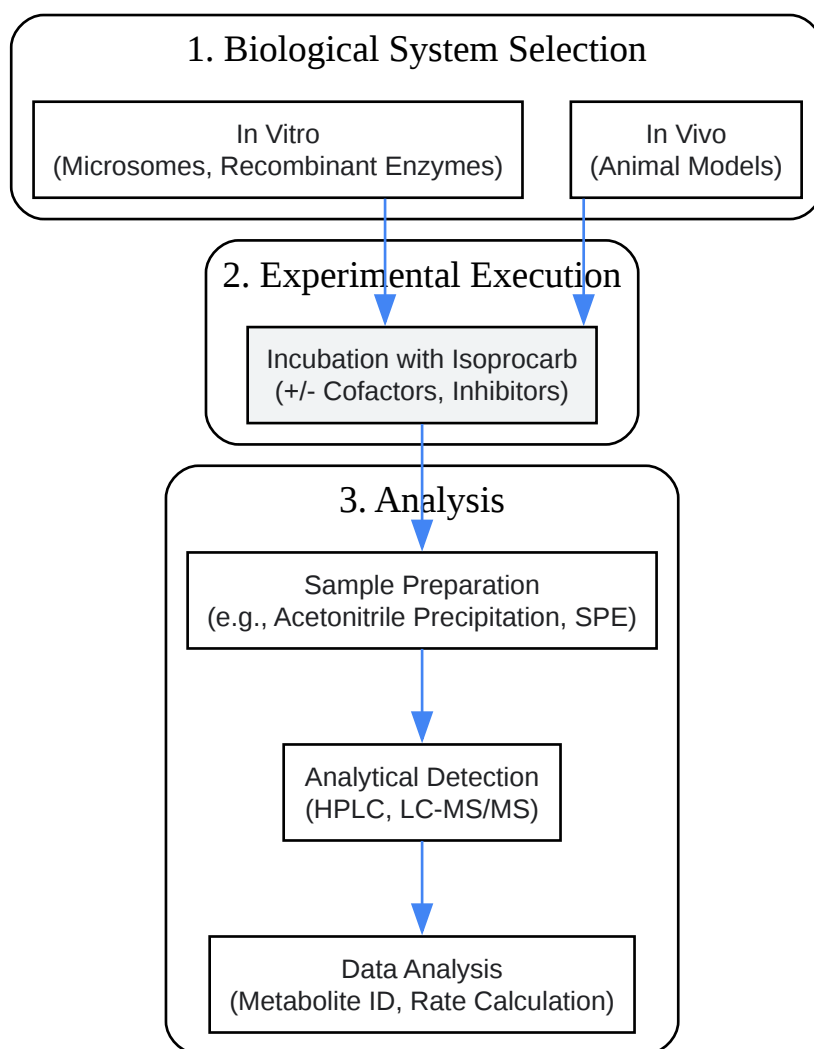 1. Biological System Selection
In Vitro
(Microsomes, Recombinant Enzymes)
In Vivo
(Animal Models)
2. Experimental Execution
Incubation with Isoprocarb
(+/- Cofactors, Inhibitors)
3. Analysis
Sample Preparation
(e.g., Acetonitrile Precipitation, SPE)
Analytical Detection
(HPLC, LC-MS/MS)
Data Analysis
(Metabolite ID, Rate Calculation)